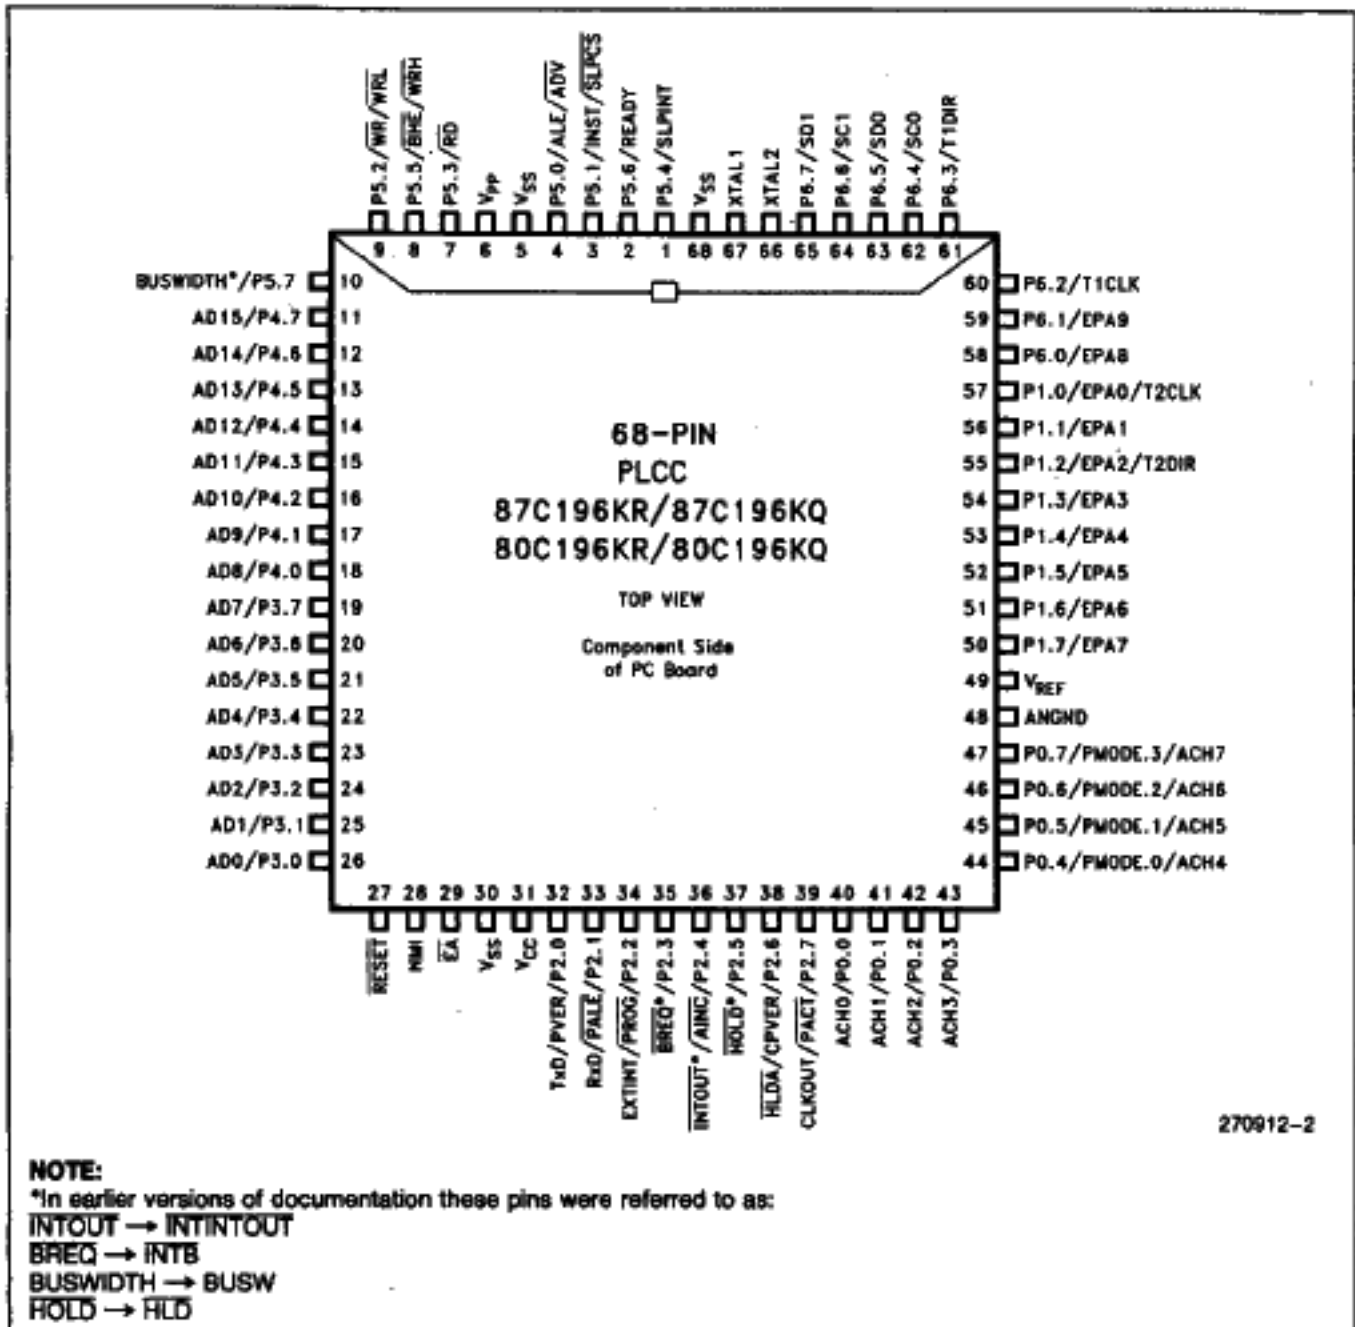 P5.2/WR/WRL
P5.5/BHE/WRH
P5.3/RD
VPP
VSS
P5.0/ALE/ADV
P5.1/INST/SLPCS
P5.6/READY
P5.4/SLPINT
VSS
XTAL1
XTAL2
P6.7/SD1
P6.6/SC1
P6.5/SD0
P6.4/SC0
P6.3/T1DIR
9 8 7 6 5 4 3 2 1 68 67 66 65 64 63 62 61
BUSWIDTH*/P5.7 10
AD15/P4.7 11
AD14/P4.6 12
AD13/P4.5 13
AD12/P4.4 14
AD11/P4.3 15
AD10/P4.2 16
AD9/P4.1 17
AD8/P4.0 18
AD7/P3.7 19
AD6/P3.6 20
AD5/P3.5 21
AD4/P3.4 22
AD3/P3.3 23
AD2/P3.2 24
AD1/P3.1 25
AD0/P3.0 26
68-PIN
PLCC
87C196KR/87C196KQ
80C196KR/80C196KQ
TOP VIEW
Component Side
of PC Board
60 P6.2/T1CLK
59 P6.1/EPA9
58 P6.0/EPA8
57 P1.0/EPA0/T2CLK
56 P1.1/EPA1
55 P1.2/EPA2/T2DIR
54 P1.3/EPA3
53 P1.4/EPA4
52 P1.5/EPA5
51 P1.6/EPA6
50 P1.7/EPA7
49 VREF
48 ANGND
47 P0.7/PMODE.3/ACH7
46 P0.6/PMODE.2/ACH6
45 P0.5/PMODE.1/ACH5
44 P0.4/PMODE.0/ACH4
27 28 29 30 31 32 33 34 35 36 37 38 39 40 41 42 43
RESET
NMI
EA
VSS
VCC
TxD/PVER/P2.0
RxD/PALE/P2.1
EXTINT/PROG/P2.2
BREQ*/P2.3
INTOUT*/AINC/P2.4
HOLD*/P2.5
HLDA/CPVER/P2.6
CLKOUT/PACT/P2.7
ACH0/P0.0
ACH1/P0.1
ACH2/P0.2
ACH3/P0.3
270912-2
NOTE:
*In earlier versions of documentation these pins were referred to as:
INTOUT → INTINTOUT
BREQ → INTB
BUSWIDTH → BUSW
HOLD → HLD